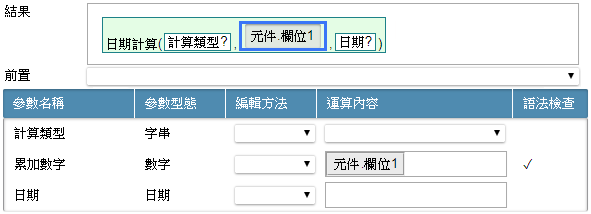 結果
日期計算(計算類型?,元件.欄位1,日期?)
前置
參數名稱 參數型態 編輯方法 運算內容 語法檢查
計算類型 字串
累加數字 數字 元件.欄位1 ✓
日期 日期